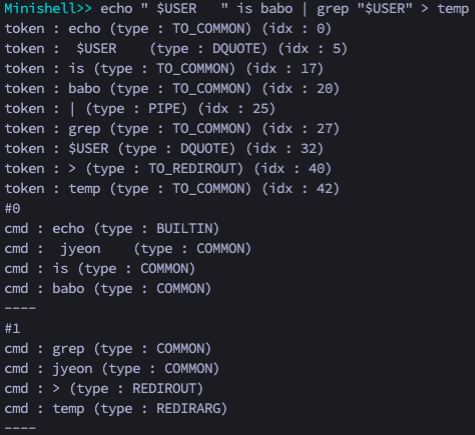 Minishell>> echo " $USER   " is babo | grep "$USER" > temp
token : echo (type : TO_COMMON) (idx : 0)
token :  $USER    (type : DQUOTE) (idx : 5)
token : is (type : TO_COMMON) (idx : 17)
token : babo (type : TO_COMMON) (idx : 20)
token : | (type : PIPE) (idx : 25)
token : grep (type : TO_COMMON) (idx : 27)
token : $USER (type : DQUOTE) (idx : 32)
token : > (type : TO_REDIROUT) (idx : 40)
token : temp (type : TO_COMMON) (idx : 42)
#0
cmd : echo (type : BUILTIN)
cmd :  jyeon    (type : COMMON)
cmd : is (type : COMMON)
cmd : babo (type : COMMON)
----
#1
cmd : grep (type : COMMON)
cmd : jyeon (type : COMMON)
cmd : > (type : REDIROUT)
cmd : temp (type : REDIRARG)
----